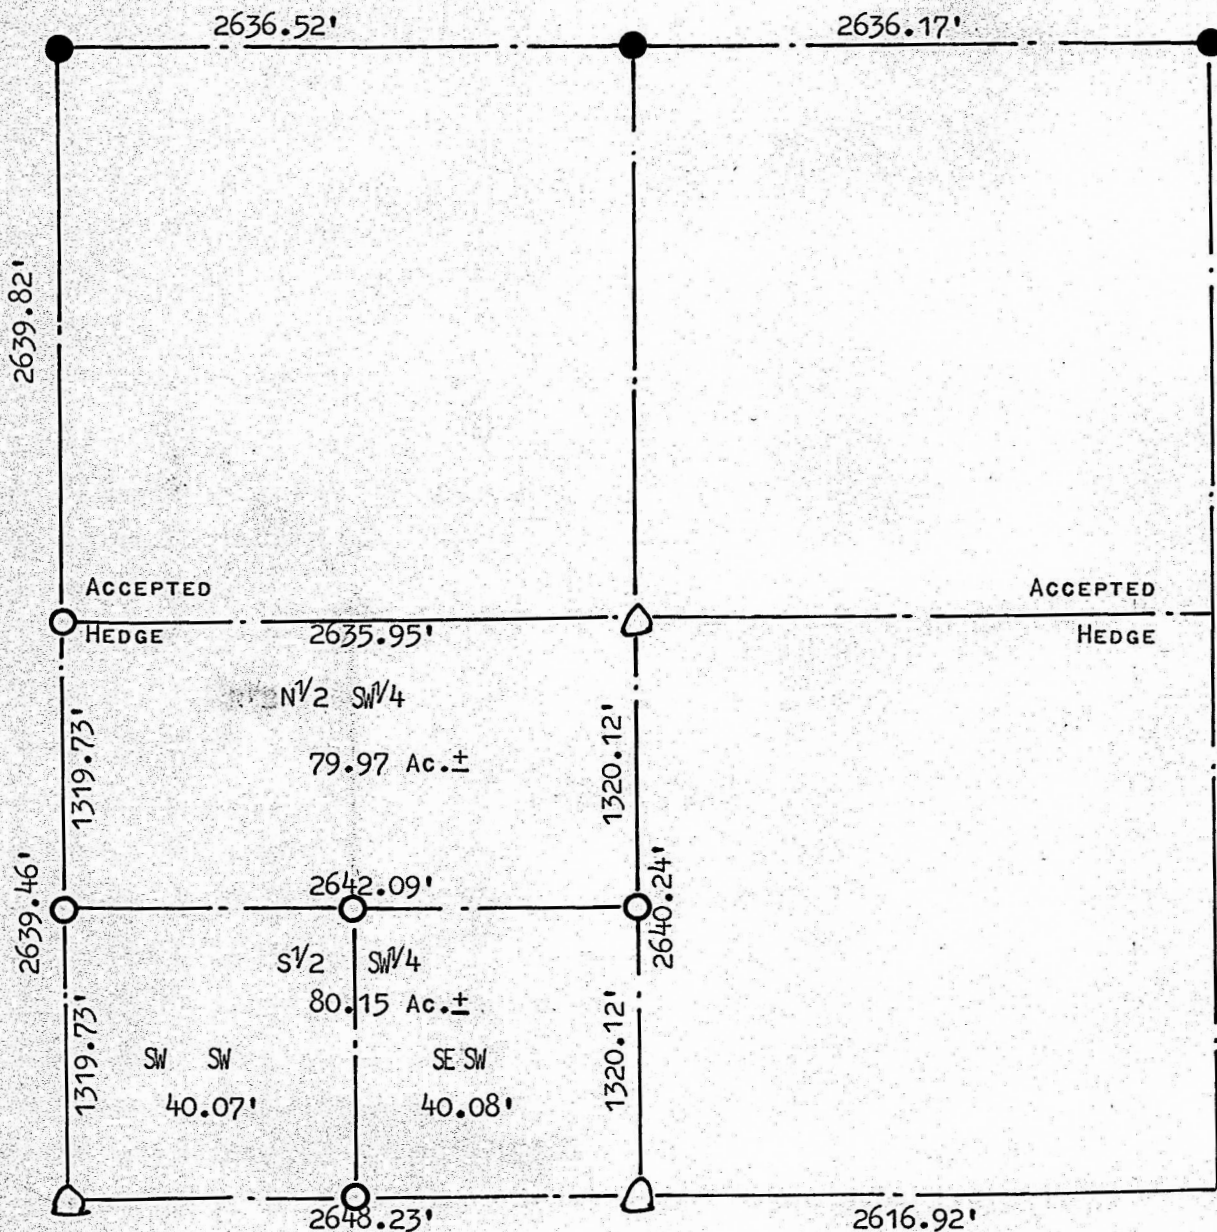 2636.52'
2636.17'
2639.82'
ACCEPTED
HEDGE
ACCEPTED
HEDGE
2635.95'
N1/2 SW1/4
79.97 Ac.±
1319.73'
1320.12'
2639.46'
2642.09'
2640.24'
S1/2 SW1/4
80.15 Ac.±
1319.73'
1320.12'
SW SW
SE SW
40.07'
40.08'
2648.23'
2616.92'